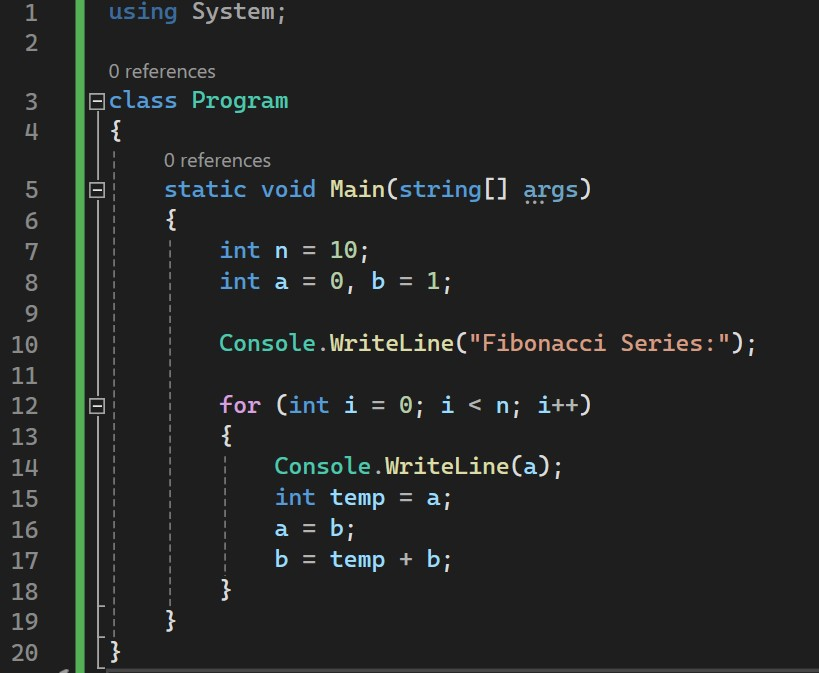 1 using System;
2
0 references
3 class Program
4 {
0 references
5 static void Main(string[] args)
6 {
7 int n = 10;
8 int a = 0, b = 1;
9
10 Console.WriteLine("Fibonacci Series:");
11
12 for (int i = 0; i < n; i++)
13 {
14 Console.WriteLine(a);
15 int temp = a;
16 a = b;
17 b = temp + b;
18 }
19 }
20 }